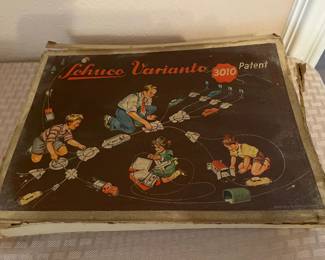 Schuco Varianto 3010 Patent